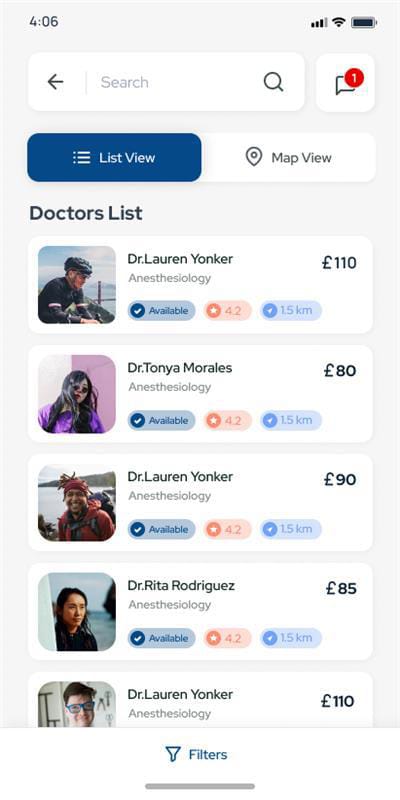 4:06
Search
1
List View
Map View
Doctors List
Dr.Lauren Yonker
£110
Anesthesiology
Available
4.2
1.5 km
Dr.Tonya Morales
£80
Anesthesiology
Available
4.2
1.5 km
Dr.Lauren Yonker
£90
Anesthesiology
Available
4.2
1.5 km
Dr.Rita Rodriguez
£85
Anesthesiology
Available
4.2
1.5 km
Dr.Lauren Yonker
£110
Anesthesiology
Filters